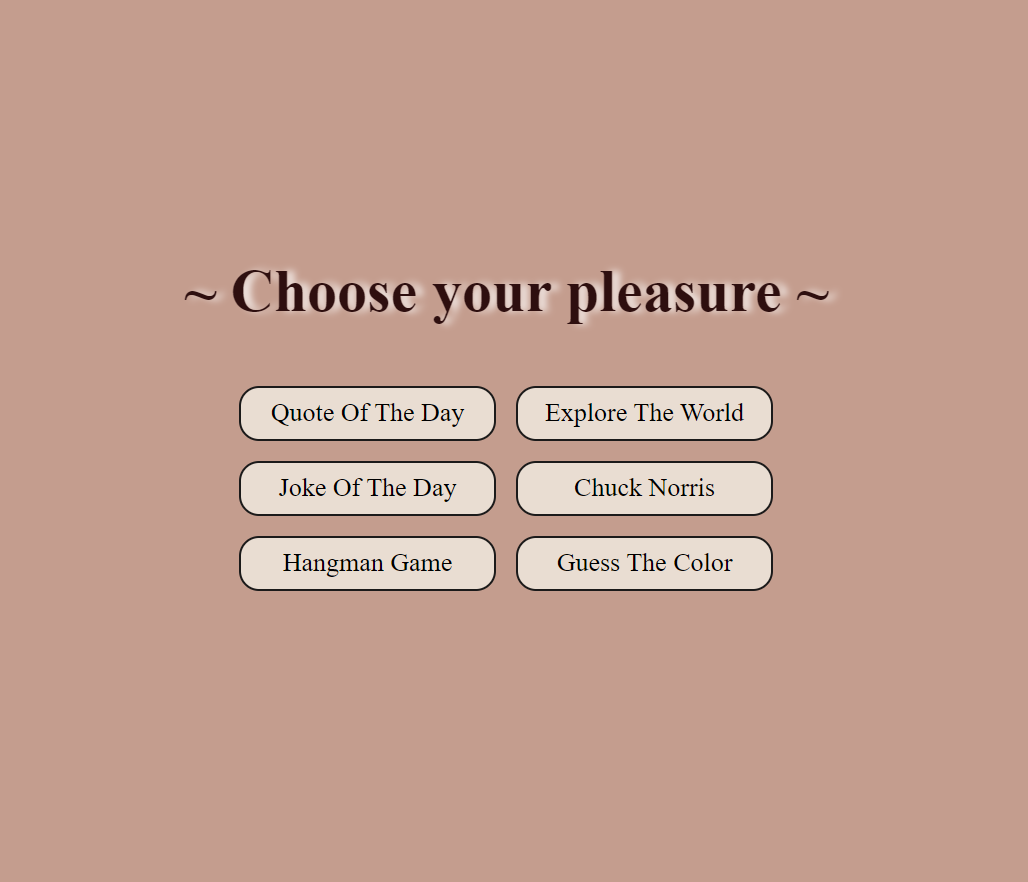 ~ Choose your pleasure ~
Quote Of The Day
Explore The World
Joke Of The Day
Chuck Norris
Hangman Game
Guess The Color